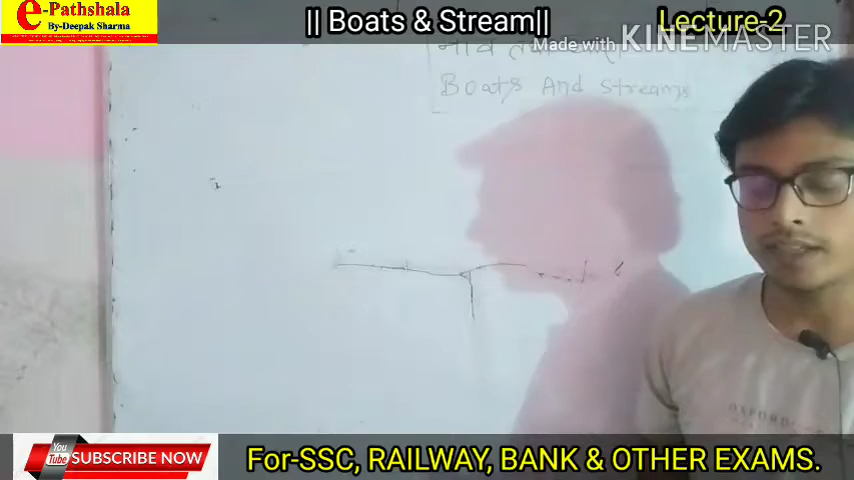 e-Pathshala
By-Deepak Sharma
|| Boats & Stream||
Lecture-2
Made with KINEMASTER
नाव
Boats And Streams
OXFORD
You
Tube
SUBSCRIBE NOW
For-SSC, RAILWAY, BANK & OTHER EXAMS.